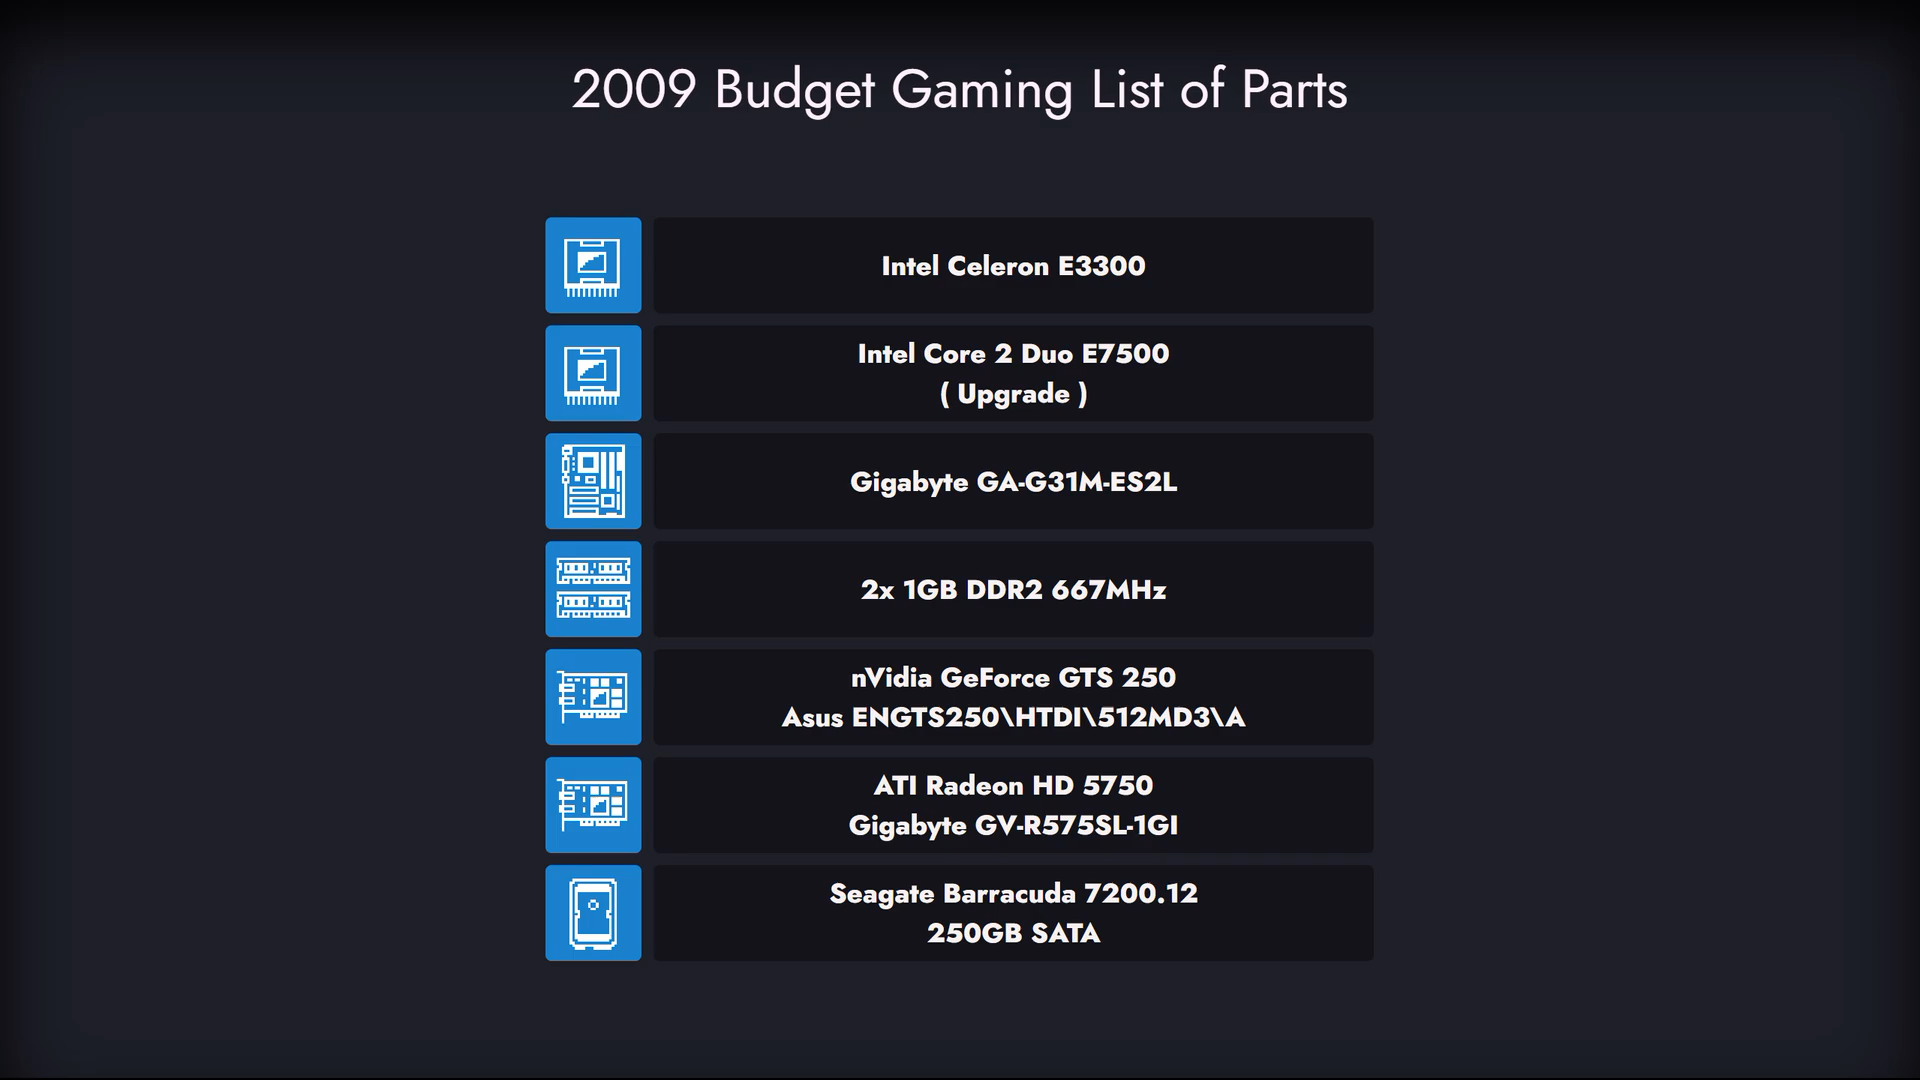 2009 Budget Gaming List of Parts
Intel Celeron E3300
Intel Core 2 Duo E7500
( Upgrade )
Gigabyte GA-G31M-ES2L
2x 1GB DDR2 667MHz
nVidia GeForce GTS 250
Asus ENGTS250\HTDI\512MD3\A
ATI Radeon HD 5750
Gigabyte GV-R575SL-1GI
Seagate Barracuda 7200.12
250GB SATA